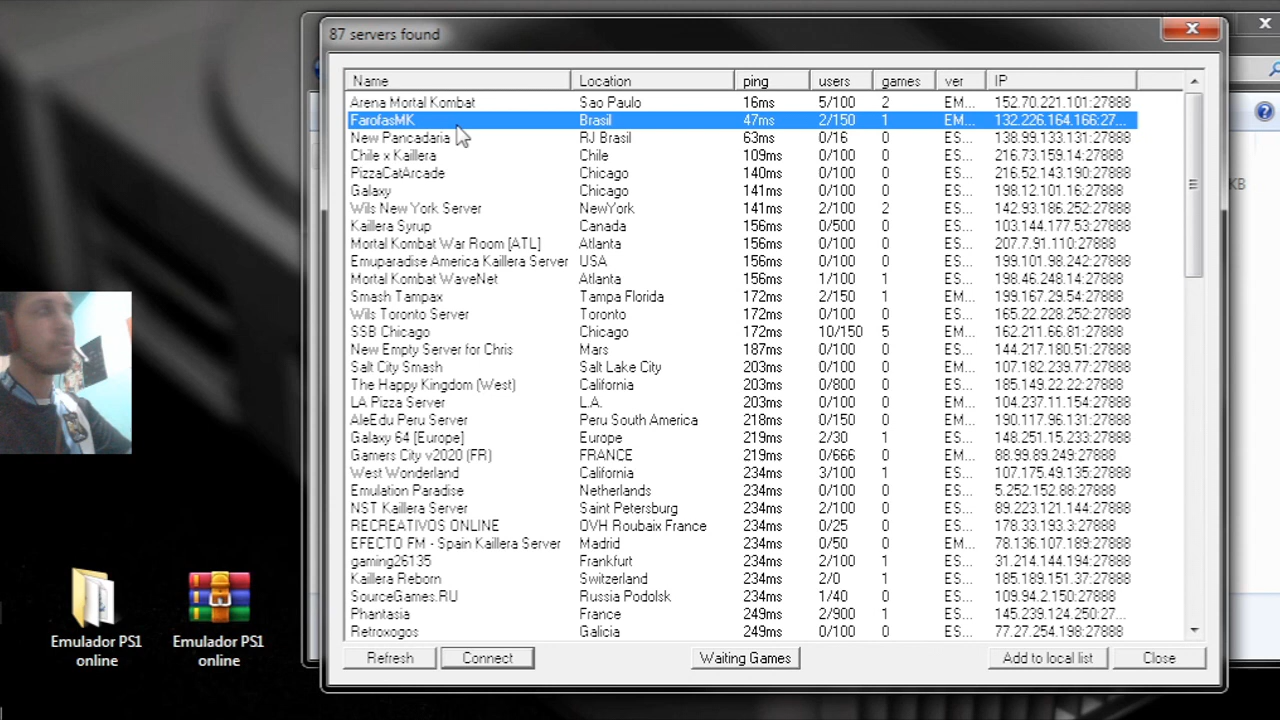 87 servers found
Name Location ping users games ver IP
Arena Mortal Kombat Sao Paulo 16ms 5/100 2 EM... 152.70.221.101:27888
FarofasMK Brasil 47ms 2/150 1 EM... 132.226.164.166:27...
New Pancadaria RJ Brasil 63ms 0/16 0 ES... 138.99.133.131:27888
Chile x Kaillera Chile 109ms 0/100 0 ES... 216.73.159.14:27888
PizzaCatArcade Chicago 140ms 0/100 0 ES... 216.52.143.190:27888
Galaxy Chicago 141ms 0/100 0 ES... 198.12.101.16:27888
Wils New York Server NewYork 141ms 2/100 2 EM... 142.93.186.252:27888
Kaillera Syrup Canada 156ms 0/500 0 ES... 103.144.177.53:27888
Mortal Kombat War Room [ATL] Atlanta 156ms 0/100 0 EM... 207.7.91.110:27888
Emuparadise America Kaillera Server USA 156ms 0/100 0 ES... 199.101.98.242:27888
Mortal Kombat WaveNet Atlanta 156ms 1/100 1 EM... 198.46.248.14:27888
Smash Tampax Tampa Florida 172ms 2/150 1 EM... 199.167.29.54:27888
Wils Toronto Server Toronto 172ms 0/100 0 EM... 165.22.228.252:27888
SSB Chicago Chicago 172ms 10/150 5 EM... 162.211.66.81:27888
New Empty Server for Chris Mars 187ms 0/100 0 ES... 144.217.180.51:27888
Salt City Smash Salt Lake City 203ms 0/100 0 EM... 107.182.239.77:27888
The Happy Kingdom (West) California 203ms 0/800 0 ES... 185.149.22.22:27888
LA Pizza Server L.A. 203ms 0/100 0 EM... 104.237.11.154:27888
AleEdu Peru Server Peru South America 218ms 0/150 0 EM... 190.117.96.131:27888
Galaxy 64 [Europe] Europe 219ms 2/30 1 EM... 148.251.15.233:27888
Gamers City v2020 (FR) FRANCE 219ms 0/666 0 EM... 88.99.89.249:27888
West Wonderland California 234ms 3/100 1 ES... 107.175.49.135:27888
Emulation Paradise Netherlands 234ms 0/100 0 ES... 5.252.152.88:27888
NST Kaillera Server Saint Petersburg 234ms 2/100 0 ES... 89.223.121.144:27888
RECREATIVOS ONLINE OVH Roubaix France 234ms 0/25 0 ES... 178.33.193.3:27888
EFECTO FM - Spain Kaillera Server Madrid 234ms 0/50 0 EM... 78.136.107.189:27888
gaming26135 Frankfurt 234ms 2/100 1 ES... 31.214.144.194:27888
Kaillera Reborn Switzerland 234ms 2/0 1 ES... 185.189.151.37:27888
SourceGames.RU Russia Podolsk 234ms 1/40 0 ES... 109.94.2.150:27888
Phantasia France 249ms 2/900 1 ES... 145.239.124.250:27...
Retroxogos Galicia 249ms 0/100 0 ES... 77.27.254.198:27888
Refresh Connect Waiting Games Add to local list Close
KB
Emulador PS1
online
Emulador PS1
online